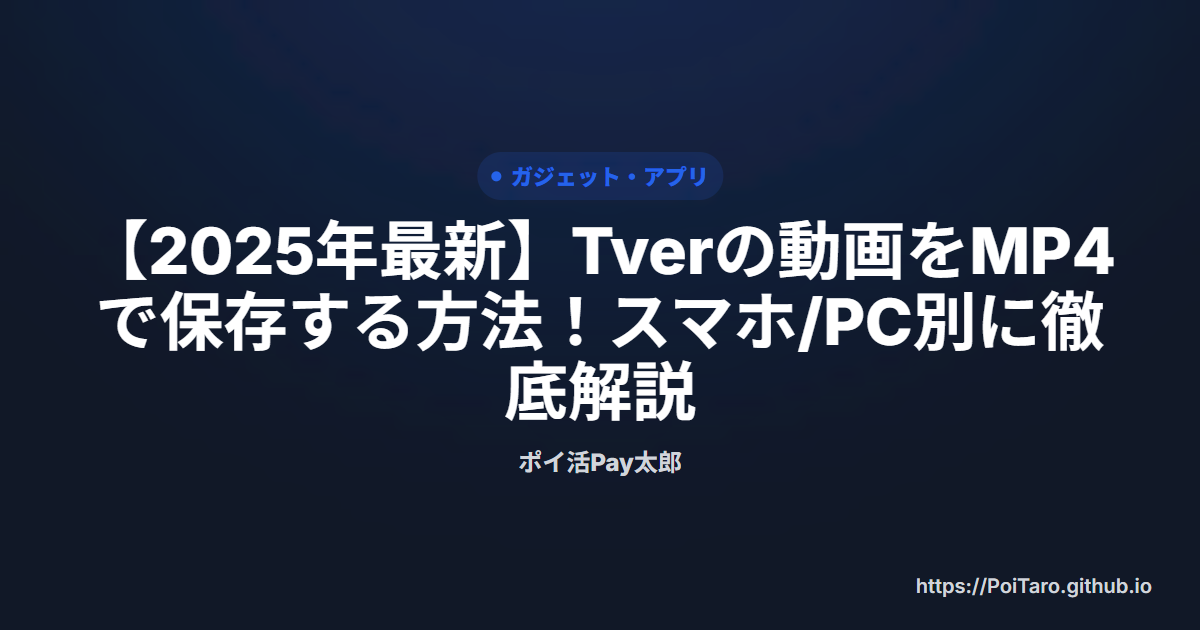 ガジェット・アプリ
【2025年最新】Tverの動画をMP4
で保存する方法！スマホ/PC別に徹
底解説
ポイ活Pay太郎
https://PoiTaro.github.io